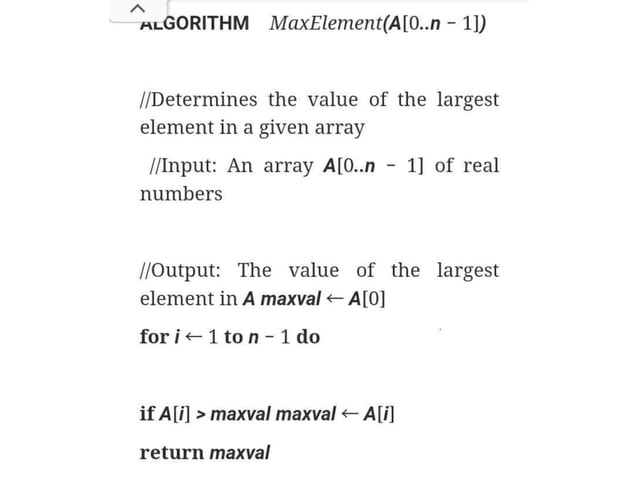 ALGORITHM MaxElement(A[0..n − 1])
//Determines the value of the largest
element in a given array
//Input: An array A[0..n − 1] of real
numbers
//Output: The value of the largest
element in A maxval ← A[0]
for i ← 1 to n − 1 do
if A[i] > maxval maxval ← A[i]
return maxval